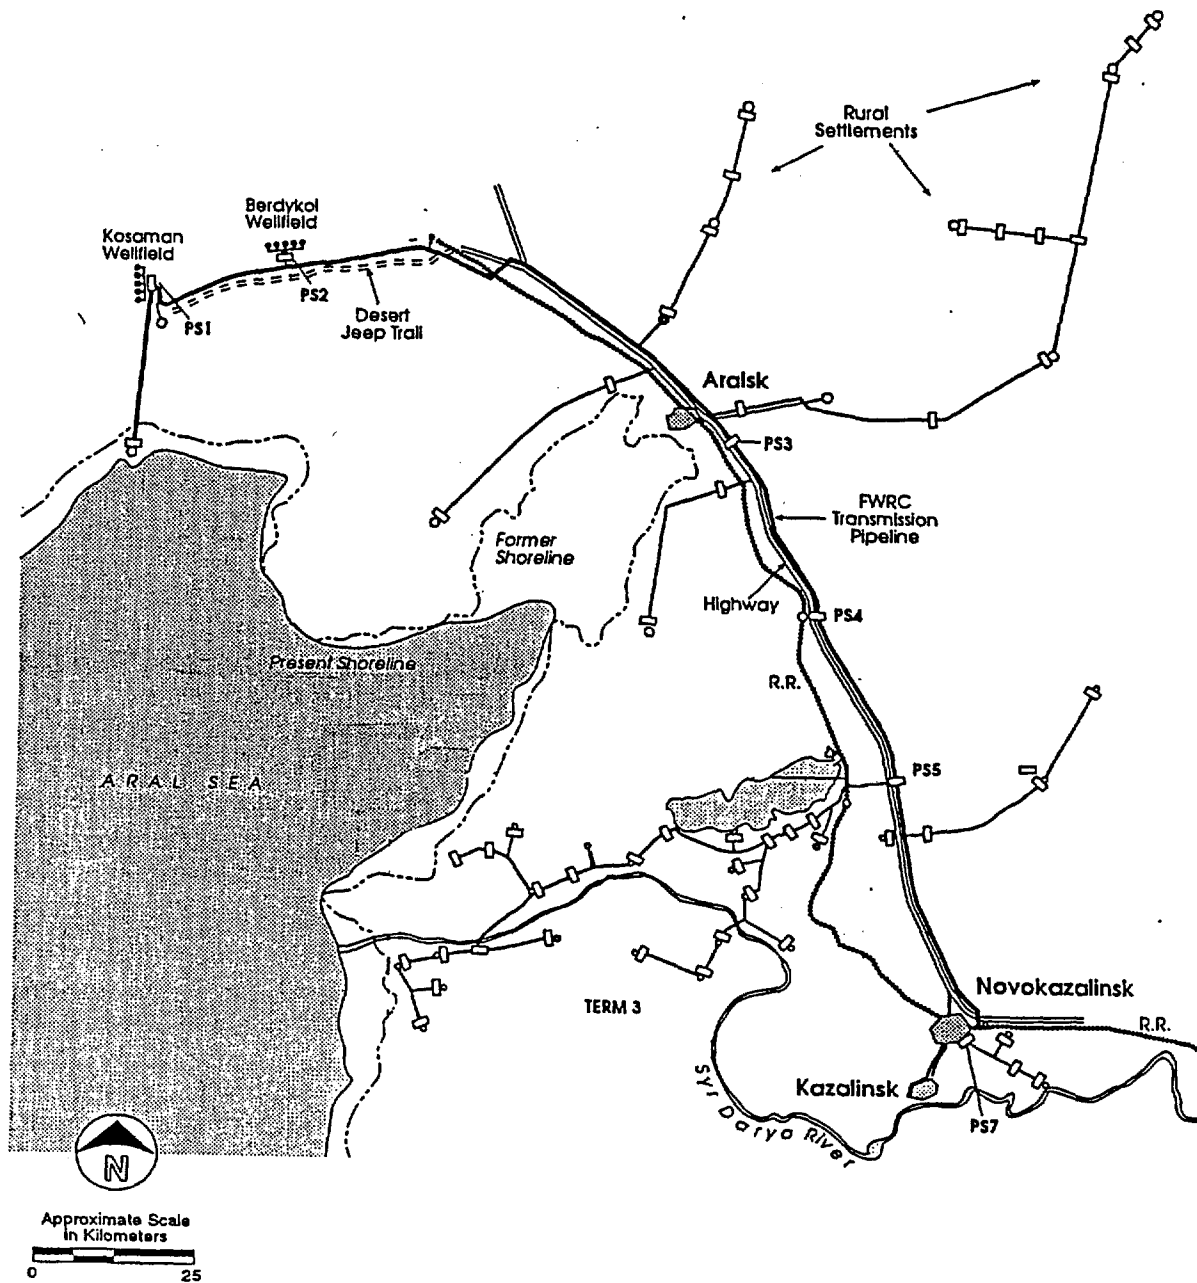 Rural
Settlements
Berdykol
Wellfield
Kosaman
Wellfield
PS2
PS1
Desert
Jeep Trail
Aralsk
PS3
FWRC
Transmission
Pipeline
Former
Shoreline
Highway
PS4
Present Shoreline
R.R.
ARAL SEA
PS5
Novokazalinsk
TERM 3
R.R.
Kazalinsk
PS7
Sys Darya River
N
Approximate Scale
in Kilometers
0 25